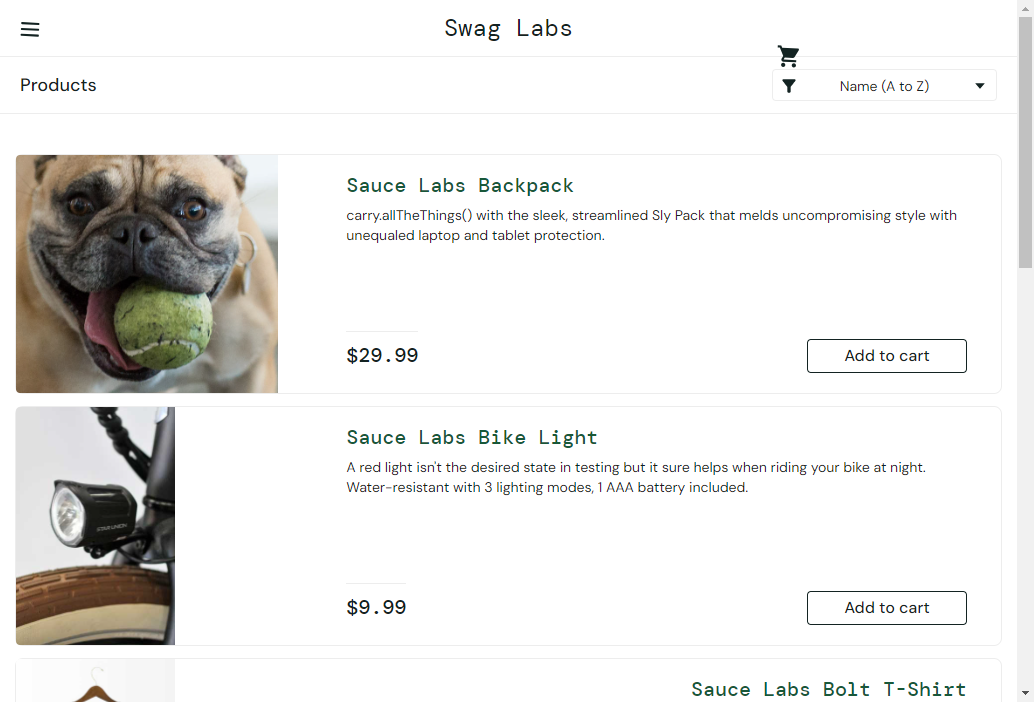 Swag Labs
Products
Name (A to Z)
Sauce Labs Backpack
carry.allTheThings() with the sleek, streamlined Sly Pack that melds uncompromising style with
unequaled laptop and tablet protection.
$29.99
Add to cart
Sauce Labs Bike Light
A red light isn't the desired state in testing but it sure helps when riding your bike at night.
Water-resistant with 3 lighting modes, 1 AAA battery included.
$9.99
Add to cart
Sauce Labs Bolt T-Shirt